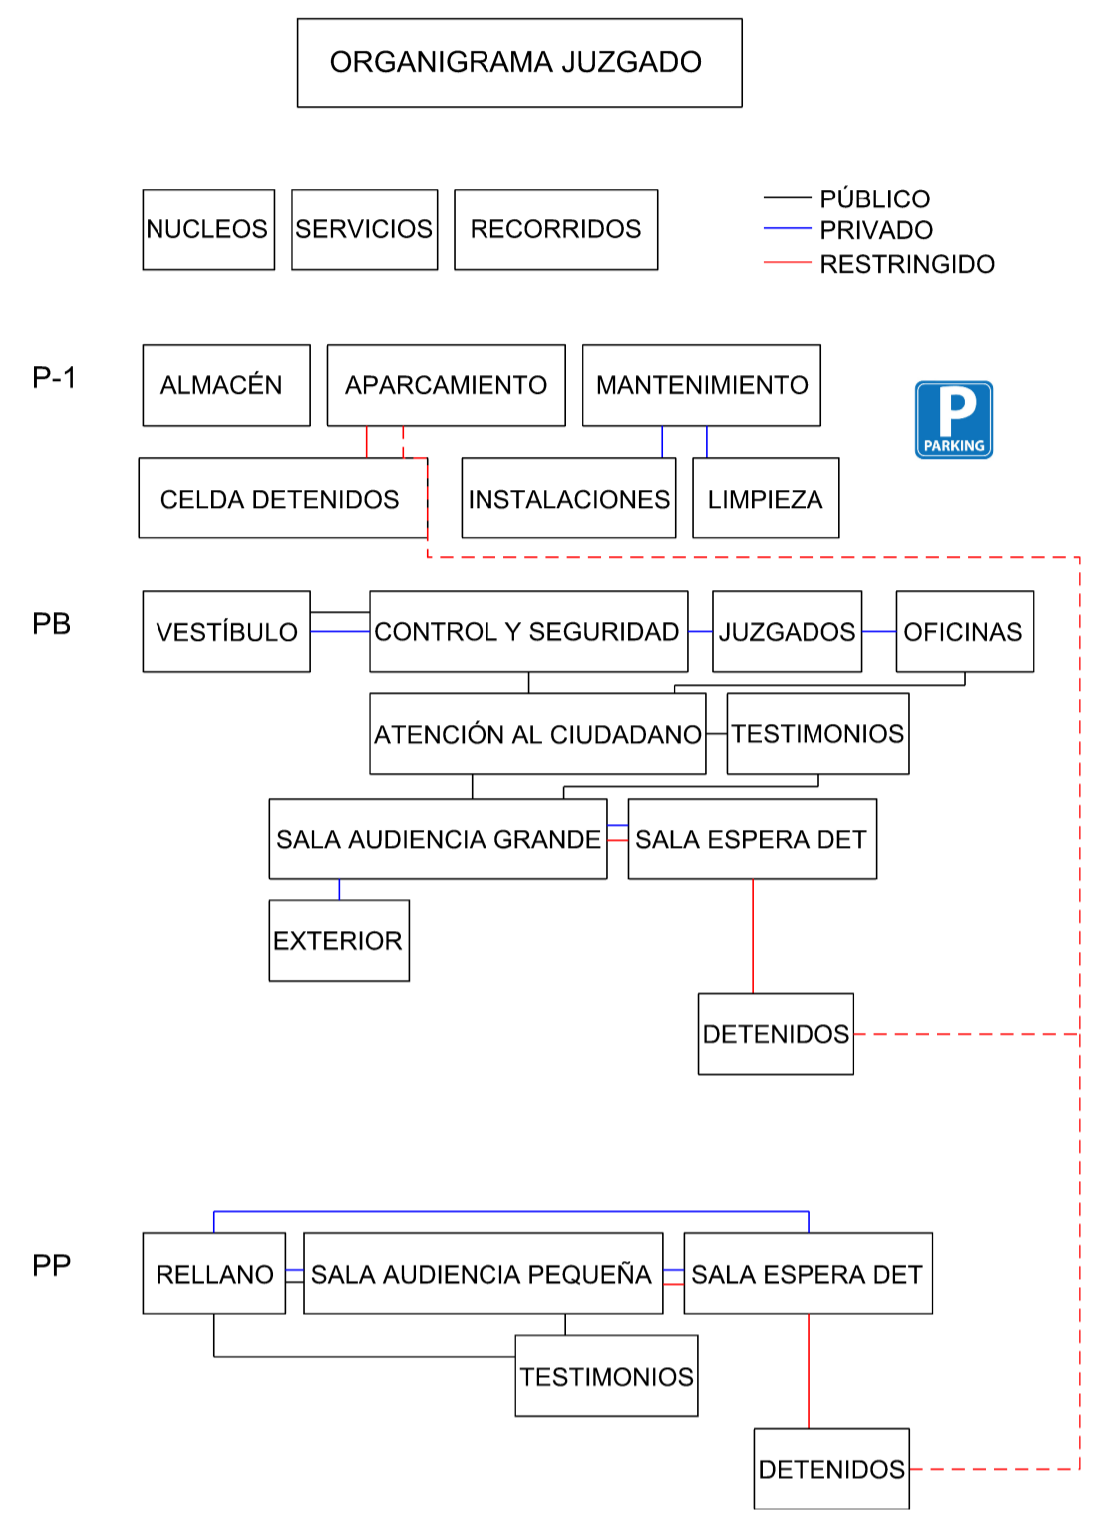 ORGANIGRAMA JUZGADO
NUCLEOS
SERVICIOS
RECORRIDOS
PÚBLICO
PRIVADO
RESTRINGIDO
P-1
ALMACÉN
APARCAMIENTO
MANTENIMIENTO
P
PARKING
CELDA DETENIDOS
INSTALACIONES
LIMPIEZA
PB
VESTÍBULO
CONTROL Y SEGURIDAD
JUZGADOS
OFICINAS
ATENCIÓN AL CIUDADANO
TESTIMONIOS
SALA AUDIENCIA GRANDE
SALA ESPERA DET
EXTERIOR
DETENIDOS
PP
RELLANO
SALA AUDIENCIA PEQUEÑA
SALA ESPERA DET
TESTIMONIOS
DETENIDOS